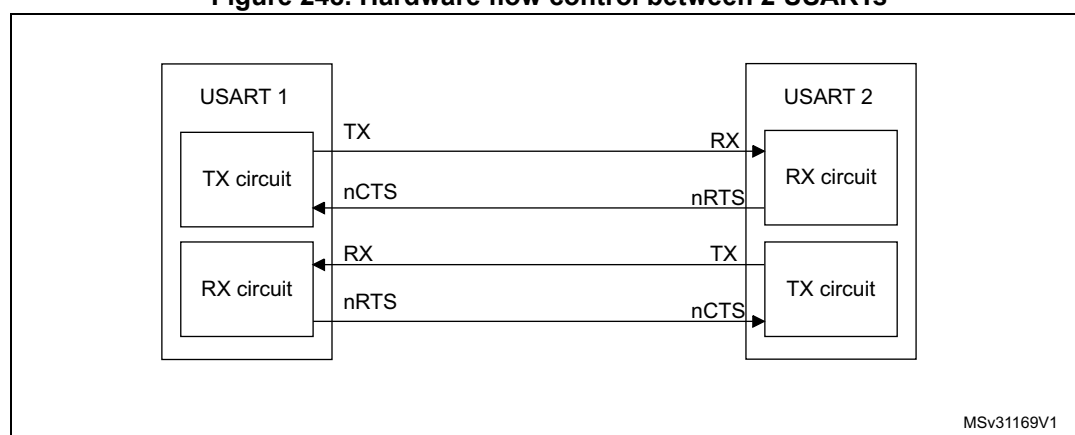 Figure Hardware flow control between 2 USARTs
USART 1
USART 2
TX circuit
TX
RX
RX circuit
nCTS
nRTS
RX circuit
RX
TX
TX circuit
nRTS
nCTS
MSv31169V1